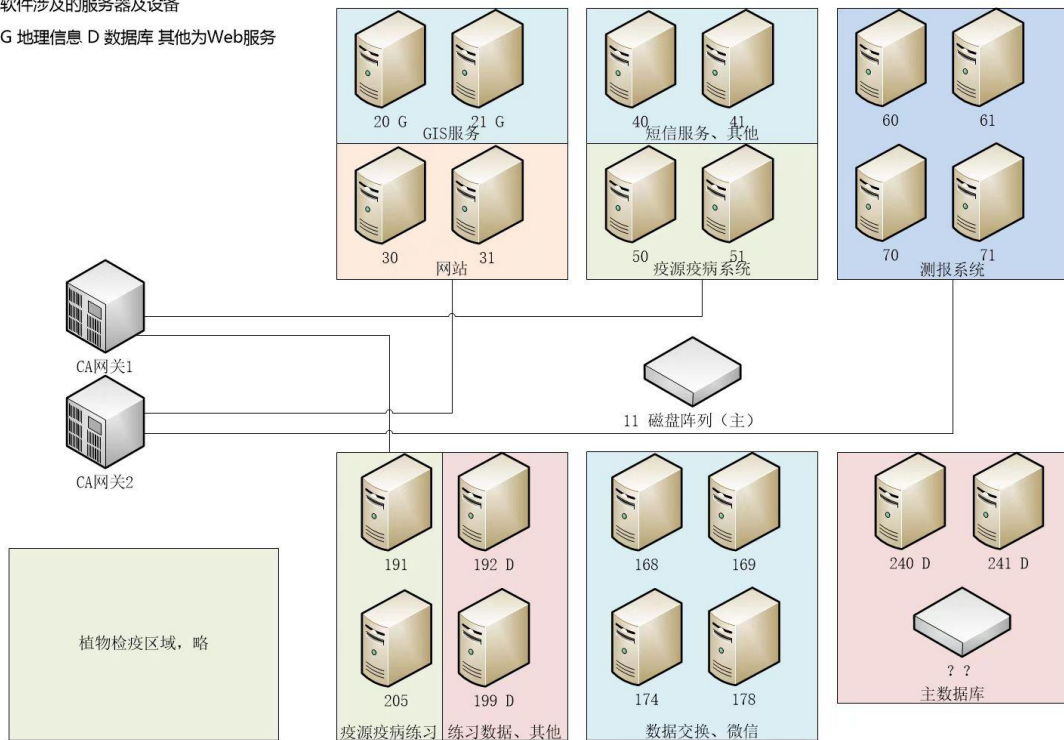 软件涉及的服务器及设备
G 地理信息 D 数据库 其他为Web服务
20 G
21 G
GIS服务
40
41
短信服务、其他
60
61
30
31
网站
50
51
疫源疫病系统
70
71
测报系统
CA网关1
CA网关2
11 磁盘阵列（主）
191
192 D
205
199 D
疫源疫病练习
练习数据、其他
168
169
174
178
数据交换、微信
240 D
241 D
? ?
主数据库
植物检疫区域，略